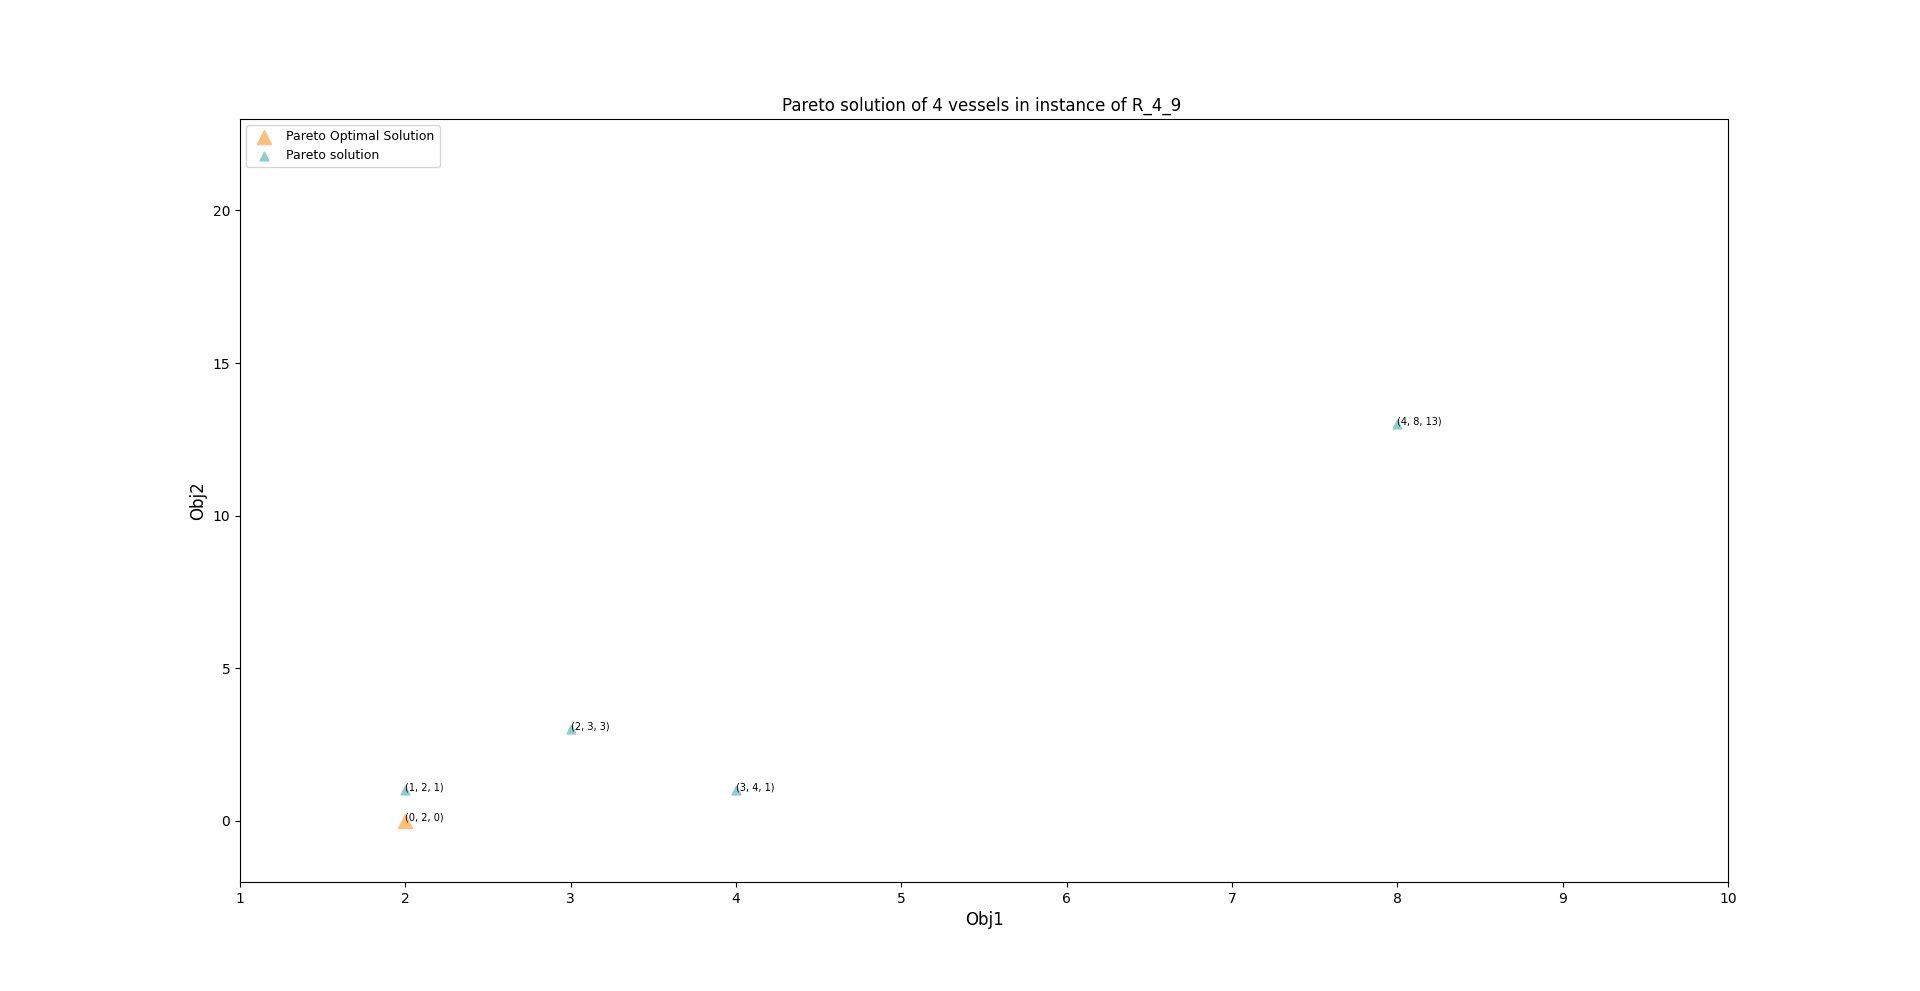 Pareto solution of 4 vessels in instance of R_4_9
Pareto Optimal Solution
Pareto solution
20
15
10
5
0
Obj2
(4, 8, 13)
(2, 3, 3)
(1, 2, 1)
(3, 4, 1)
(0, 2, 0)
1 2 3 4 5 6 7 8 9 10
Obj1